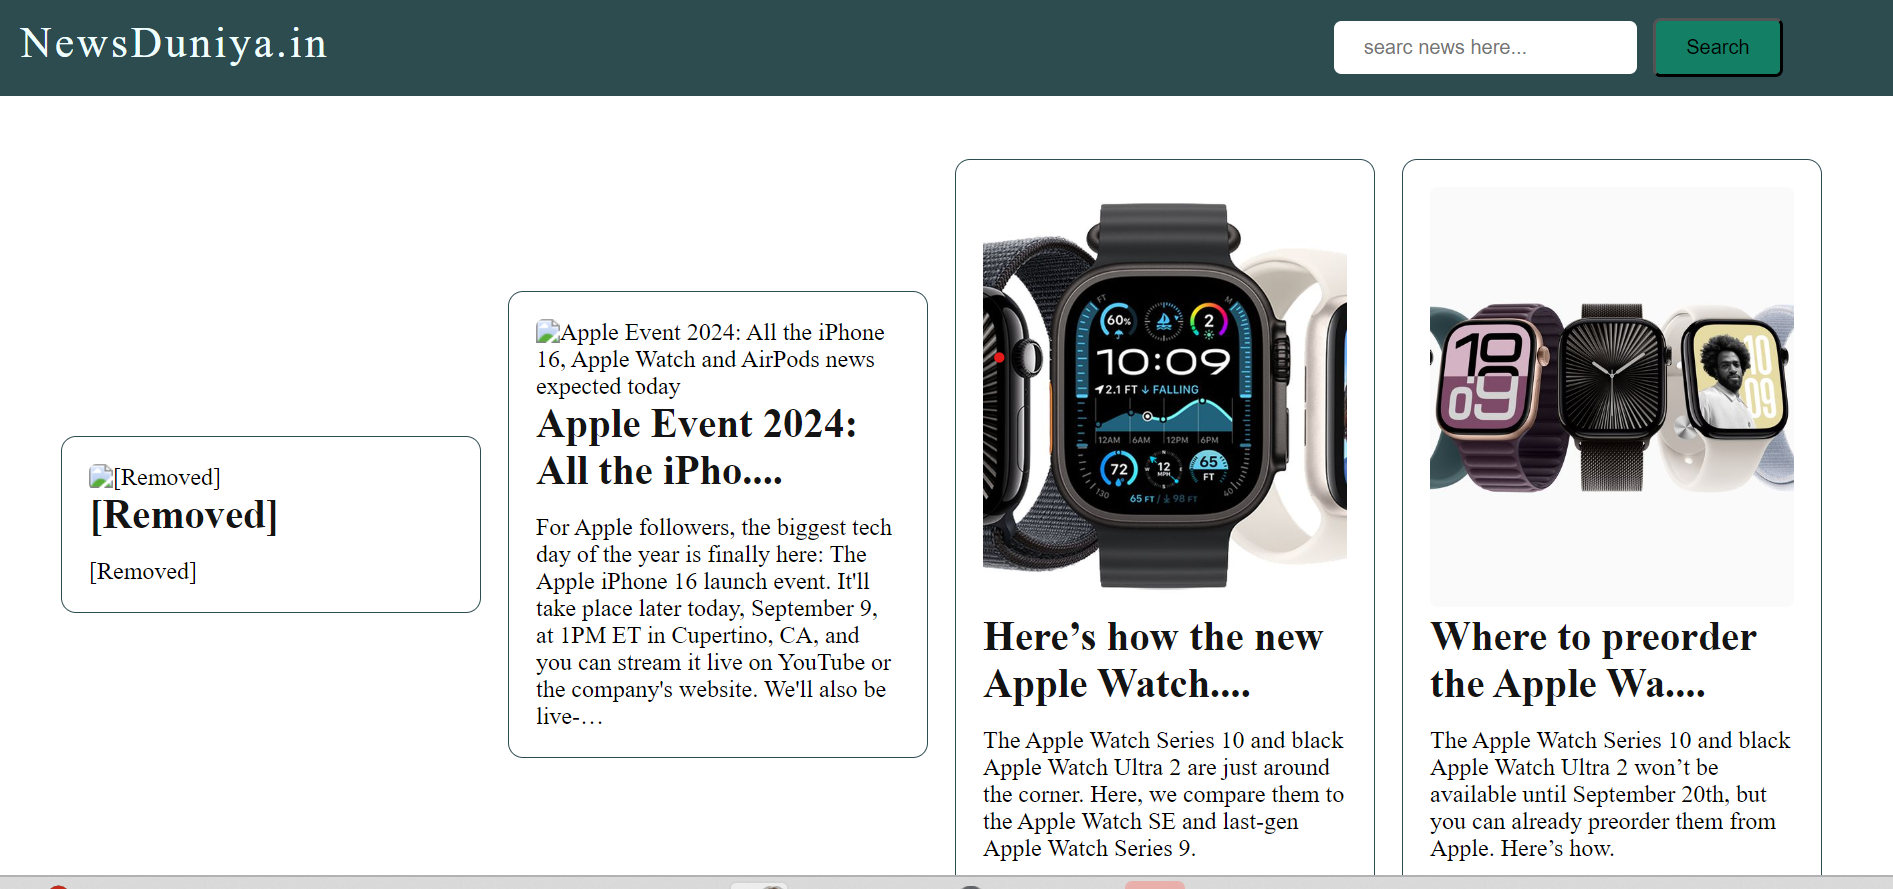 NewsDuniya.in
searc news here...
Search
[Removed]
[Removed]
[Removed]
Apple Event 2024: All the iPhone
16, Apple Watch and AirPods news
expected today
Apple Event 2024:
All the iPho....
For Apple followers, the biggest tech
day of the year is finally here: The
Apple iPhone 16 launch event. It'll
take place later today, September 9,
at 1PM ET in Cupertino, CA, and
you can stream it live on YouTube or
the company's website. We'll also be
live-…
FT
M
60%
2
10:09
2.1 FT ↓ FALLING
12AM 6AM 12PM 6PM
72
12
MPH
65
FT
130
65 FT / 98 FT
40
Here’s how the new
Apple Watch....
The Apple Watch Series 10 and black
Apple Watch Ultra 2 are just around
the corner. Here, we compare them to
the Apple Watch SE and last-gen
Apple Watch Series 9.
10
09
10
09
Where to preorder
the Apple Wa....
The Apple Watch Series 10 and black
Apple Watch Ultra 2 won’t be
available until September 20th, but
you can already preorder them from
Apple. Here’s how.